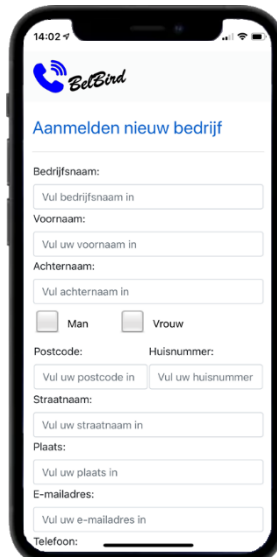 14:02
BelBird
Aanmelden nieuw bedrijf
Bedrijfsnaam:
Vul bedrijfsnaam in
Voornaam:
Vul uw voornaam in
Achternaam:
Vul achternaam in
Man Vrouw
Postcode: Huisnummer:
Vul uw postcode in Vul uw huisnummer
Straatnaam:
Vul uw straatnaam in
Plaats:
Vul uw plaats in
E-mailadres:
Vul uw e-mailadres in
Telefoon: